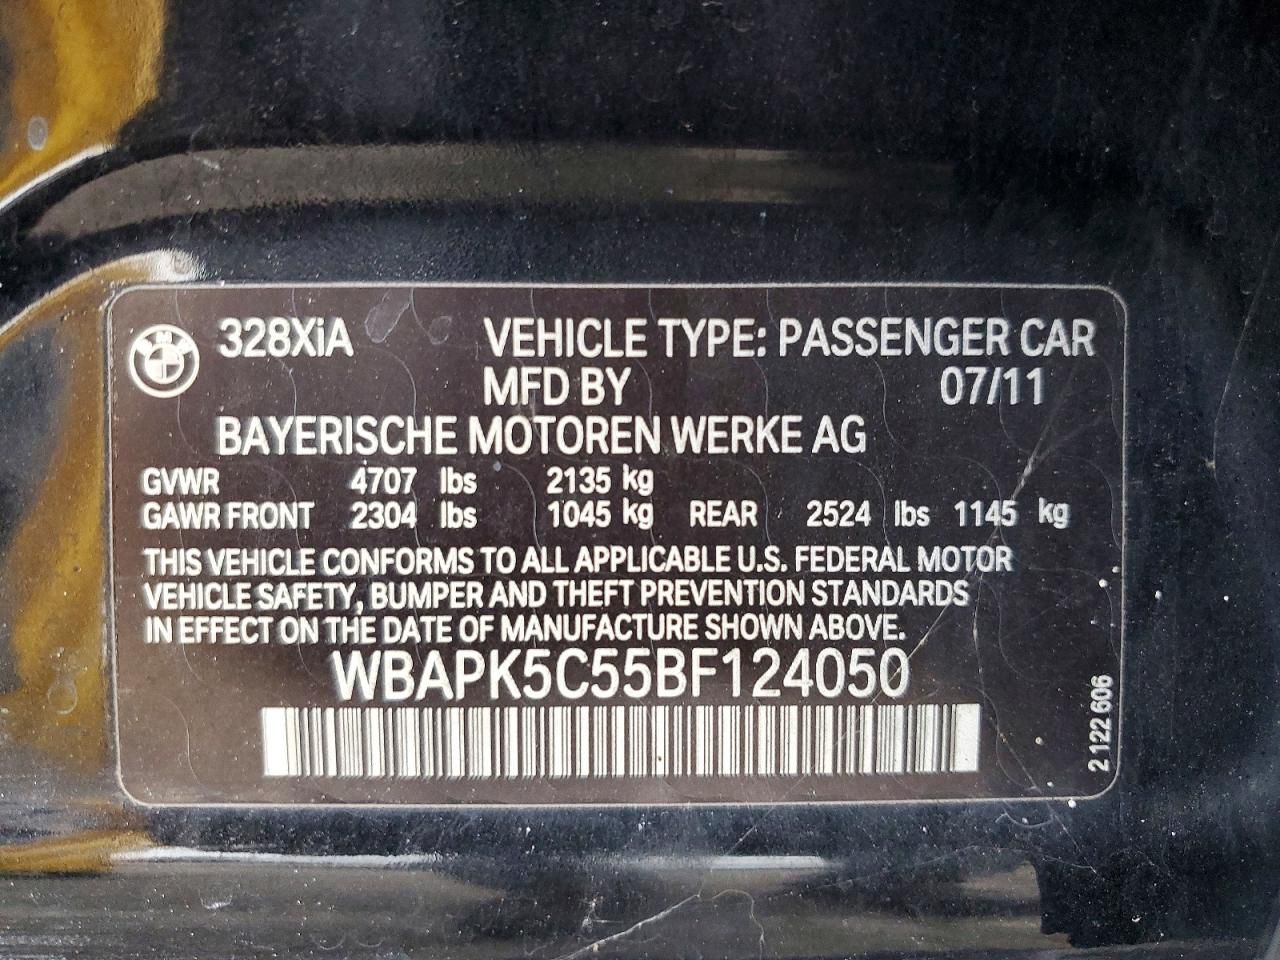 328XiA VEHICLE TYPE: PASSENGER CAR
MFD BY 07/11
BAYERISCHE MOTOREN WERKE AG
GVWR 4707 lbs 2135 kg
GAWR FRONT 2304 lbs 1045 kg REAR 2524 lbs 1145 kg
THIS VEHICLE CONFORMS TO ALL APPLICABLE U.S. FEDERAL MOTOR
VEHICLE SAFETY, BUMPER AND THEFT PREVENTION STANDARDS
IN EFFECT ON THE DATE OF MANUFACTURE SHOWN ABOVE.
WBAPK5C55BF124050
2 122 606